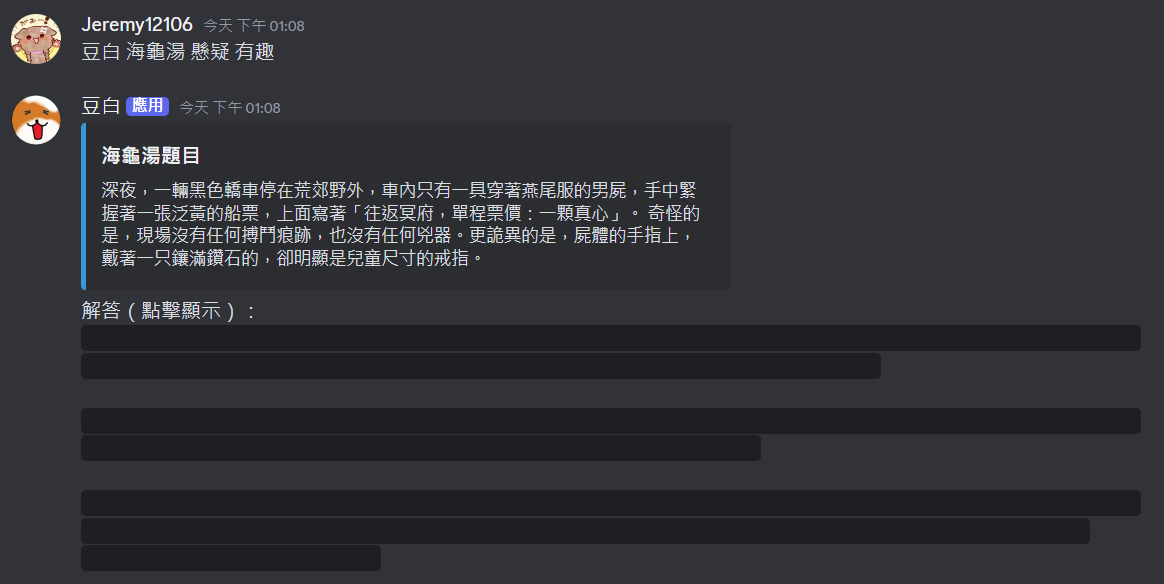 Jeremy12106 今天 下午 01:08
豆白 海龜湯 懸疑 有趣
豆白 應用 今天 下午 01:08
海龜湯題目
深夜，一輛黑色轎車停在荒郊野外，車內只有一具穿著燕尾服的男屍，手中緊
握著一張泛黃的船票，上面寫著「往返冥府，單程票價：一顆真心」。 奇怪的
是，現場沒有任何搏鬥痕跡，也沒有任何兇器。更詭異的是，屍體的手指上，
戴著一只鑲滿鑽石的，卻明顯是兒童尺寸的戒指。
解答（點擊顯示）：